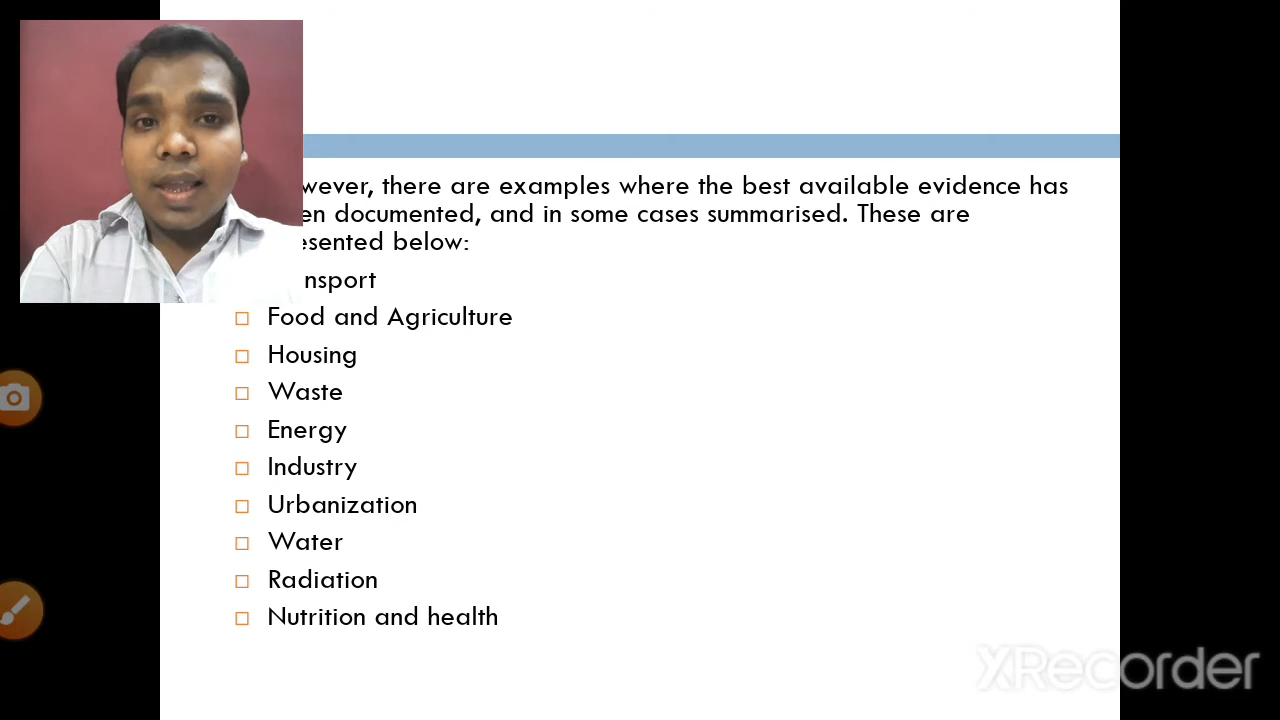 wever, there are examples where the best available evidence has
en documented, and in some cases summarised. These are
esented below:
nsport
Food and Agriculture
Housing
Waste
Energy
Industry
Urbanization
Water
Radiation
Nutrition and health
XRecorder